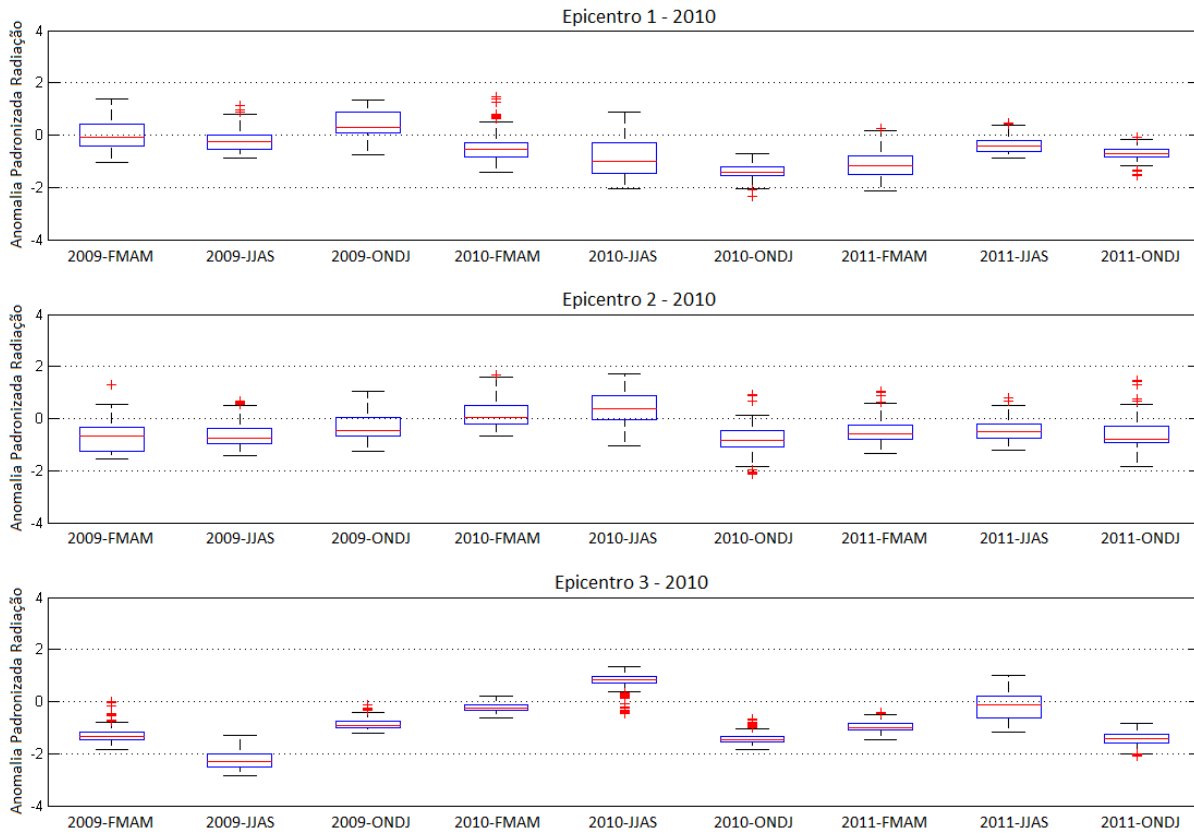 Epicentro 1 - 2010
Anomalia Padronizada Radiação
4
2
0
-2
-4
2009-FMAM 2009-JJAS 2009-ONDJ 2010-FMAM 2010-JJAS 2010-ONDJ 2011-FMAM 2011-JJAS 2011-ONDJ
Epicentro 2 - 2010
Anomalia Padronizada Radiação
4
2
0
-2
-4
2009-FMAM 2009-JJAS 2009-ONDJ 2010-FMAM 2010-JJAS 2010-ONDJ 2011-FMAM 2011-JJAS 2011-ONDJ
Epicentro 3 - 2010
Anomalia Padronizada Radiação
4
2
0
-2
-4
2009-FMAM 2009-JJAS 2009-ONDJ 2010-FMAM 2010-JJAS 2010-ONDJ 2011-FMAM 2011-JJAS 2011-ONDJ